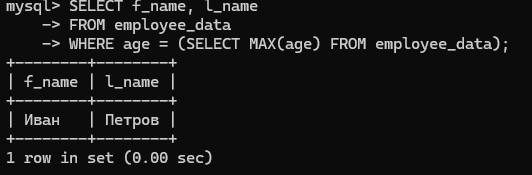 mysql> SELECT f_name, l_name
    -> FROM employee_data
    -> WHERE age = (SELECT MAX(age) FROM employee_data);
+--------+--------+
| f_name | l_name |
+--------+--------+
| Иван   | Петров |
+--------+--------+
1 row in set (0.00 sec)